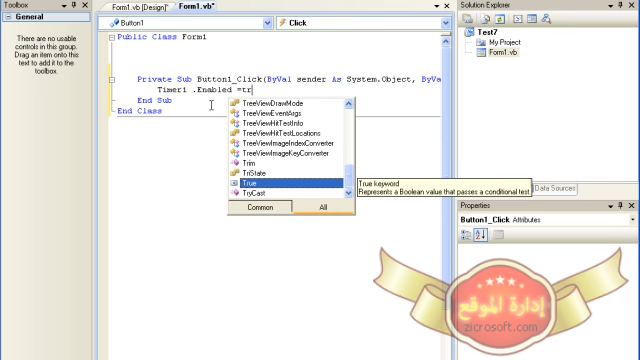 Toolbox
Form1.vb [Design]*
Form1.vb*
Solution Explorer
General
Button1
Click
There are no usable
controls in this group.
Drag an item onto this
text to add it to the
toolbox.
Public Class Form1
Test7
My Project
Form1.vb
Private Sub Button1_Click(ByVal sender As System.Object, ByVa
Timer1 .Enabled =tr
End Sub
End Class
TreeViewDrawMode
TreeViewEventArgs
TreeViewHitTestInfo
TreeViewHitTestLocations
TreeViewImageIndexConverter
TreeViewImageKeyConverter
Trim
TriState
True
TryCast
Common
All
True keyword
Represents a Boolean value that passes a conditional test.
Data Sources
Properties
Button1_Click Attributes
إدارة الموقع
zicrosoft.com